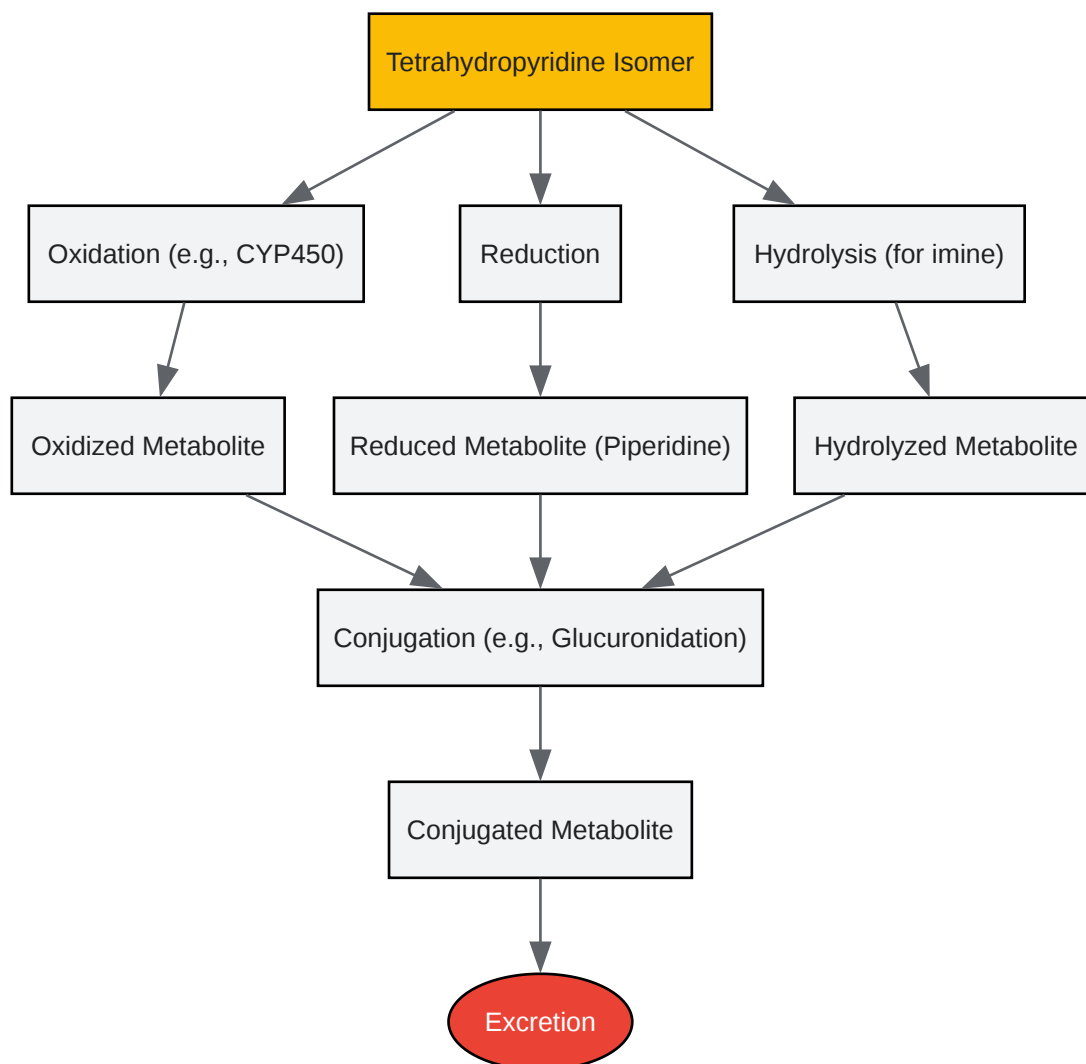 Tetrahydropyridine Isomer
Oxidation (e.g., CYP450)
Reduction
Hydrolysis (for imine)
Oxidized Metabolite
Reduced Metabolite (Piperidine)
Hydrolyzed Metabolite
Conjugation (e.g., Glucuronidation)
Conjugated Metabolite
Excretion